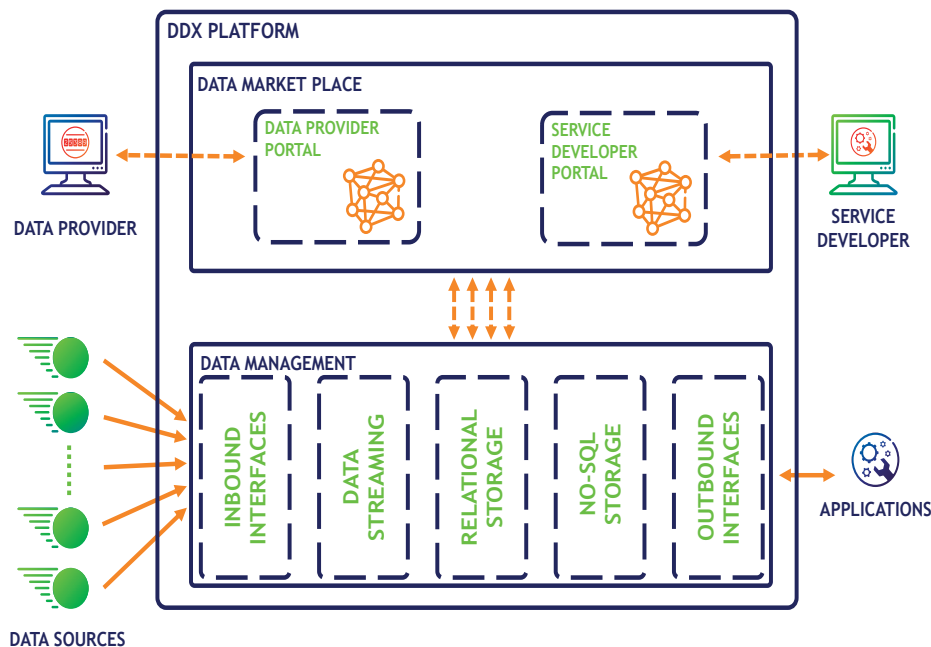 DDX PLATFORM
DATA MARKET PLACE
DATA PROVIDER
PORTAL
SERVICE
DEVELOPER
PORTAL
DATA PROVIDER
SERVICE
DEVELOPER
DATA MANAGEMENT
INBOUND
INTERFACES
DATA
STREAMING
RELATIONAL
STORAGE
NO-SQL
STORAGE
OUTBOUND
INTERFACES
APPLICATIONS
DATA SOURCES